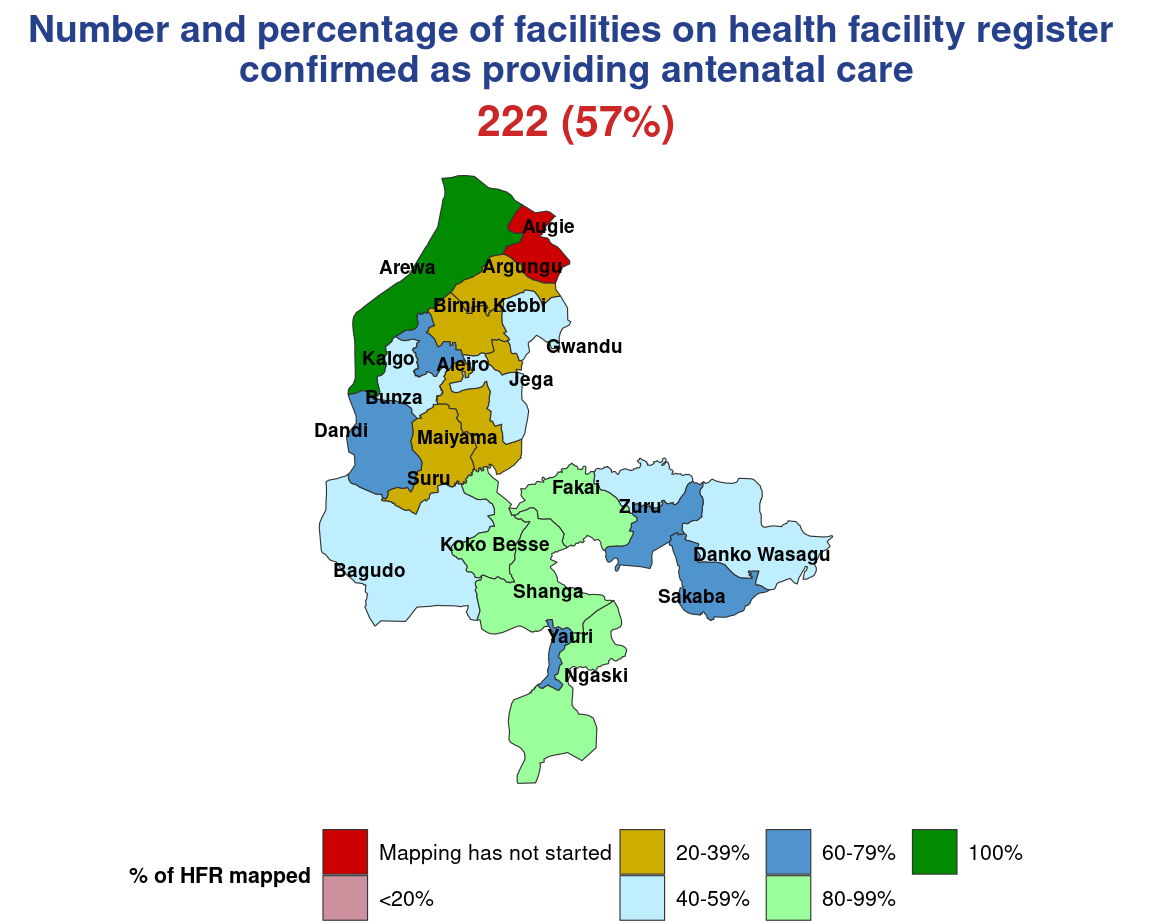 Number and percentage of facilities on health facility register
confirmed as providing antenatal care
222 (57%)
Augie
Arewa
Argungu
Birnin Kebbi
Gwandu
Kalgo
Aleiro
Jega
Bunza
Dandi
Maiyama
Suru
Fakai
Zuru
Koko Besse
Danko Wasagu
Bagudo
Shanga
Sakaba
Yauri
Ngaski
% of HFR mapped
Mapping has not started
<20%
20-39%
40-59%
60-79%
80-99%
100%